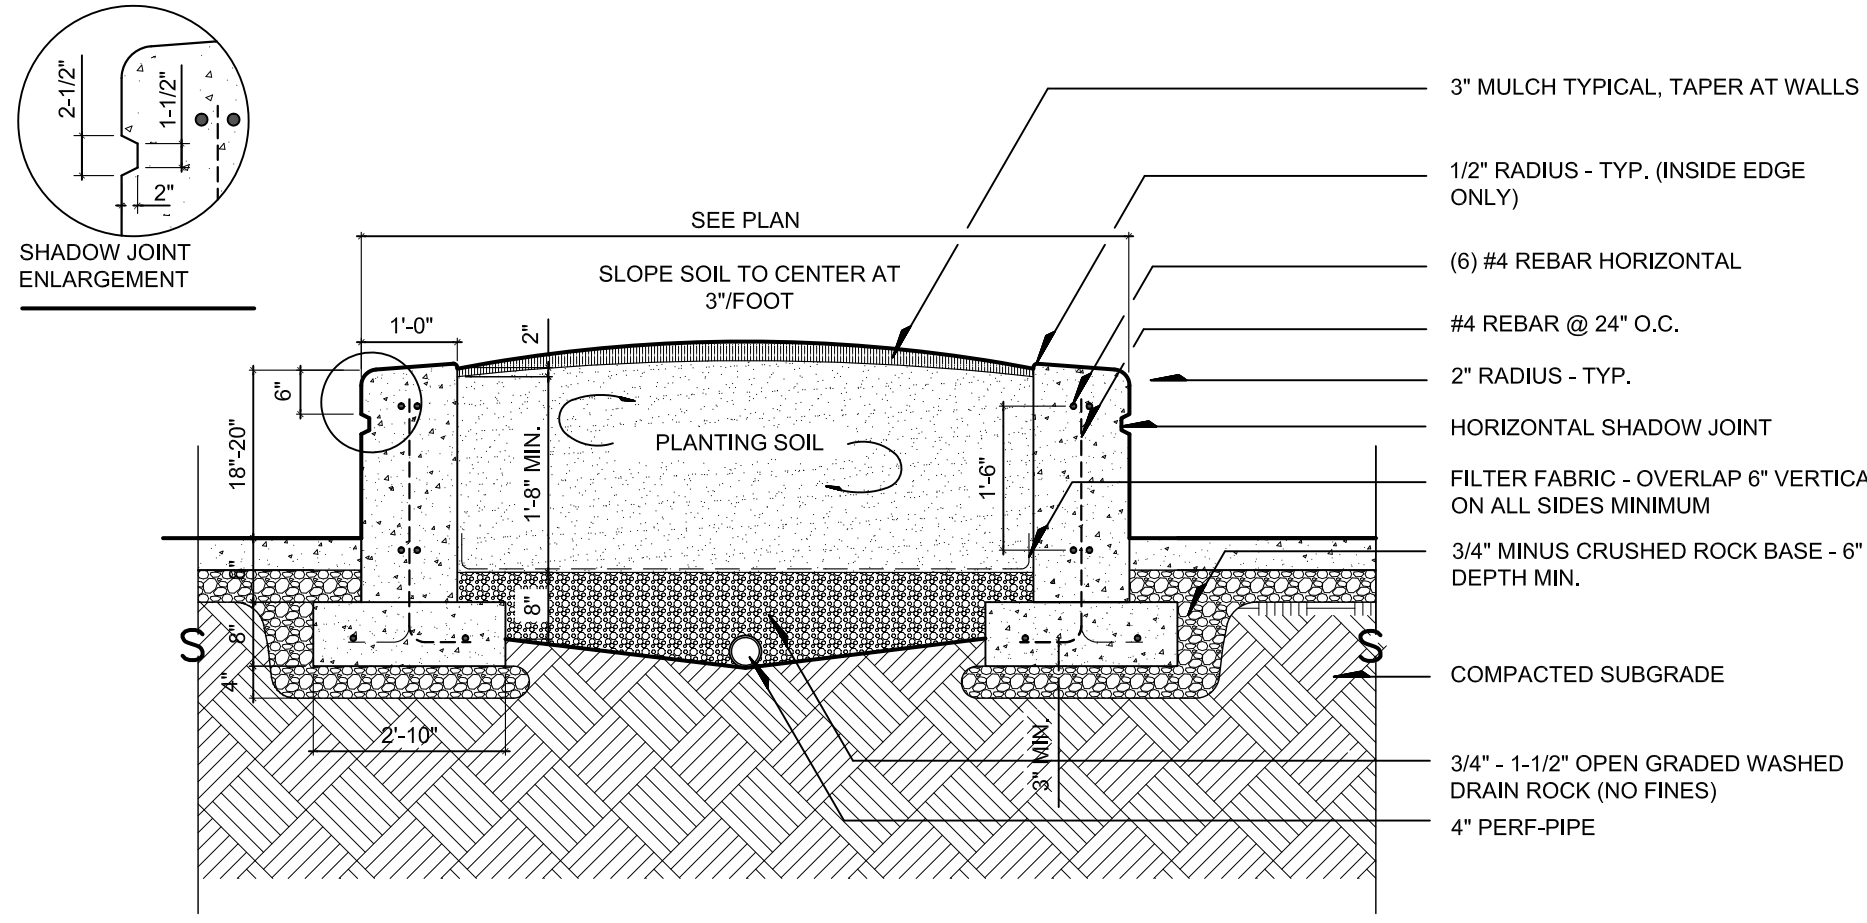 2-1/2"
1-1/2"
2"
SHADOW JOINT
ENLARGEMENT
SEE PLAN
SLOPE SOIL TO CENTER AT
3"/FOOT
1'-0"
2"
6"
18"-20"
1'-8" MIN.
PLANTING SOIL
1'-6"
6"
8"
8"
4"
S
S
2'-10"
3" MIN.
3" MULCH TYPICAL, TAPER AT WALLS
1/2" RADIUS - TYP. (INSIDE EDGE
ONLY)
(6) #4 REBAR HORIZONTAL
#4 REBAR @ 24" O.C.
2" RADIUS - TYP.
HORIZONTAL SHADOW JOINT
FILTER FABRIC - OVERLAP 6" VERTICA
ON ALL SIDES MINIMUM
3/4" MINUS CRUSHED ROCK BASE - 6"
DEPTH MIN.
COMPACTED SUBGRADE
3/4" - 1-1/2" OPEN GRADED WASHED
DRAIN ROCK (NO FINES)
4" PERF-PIPE